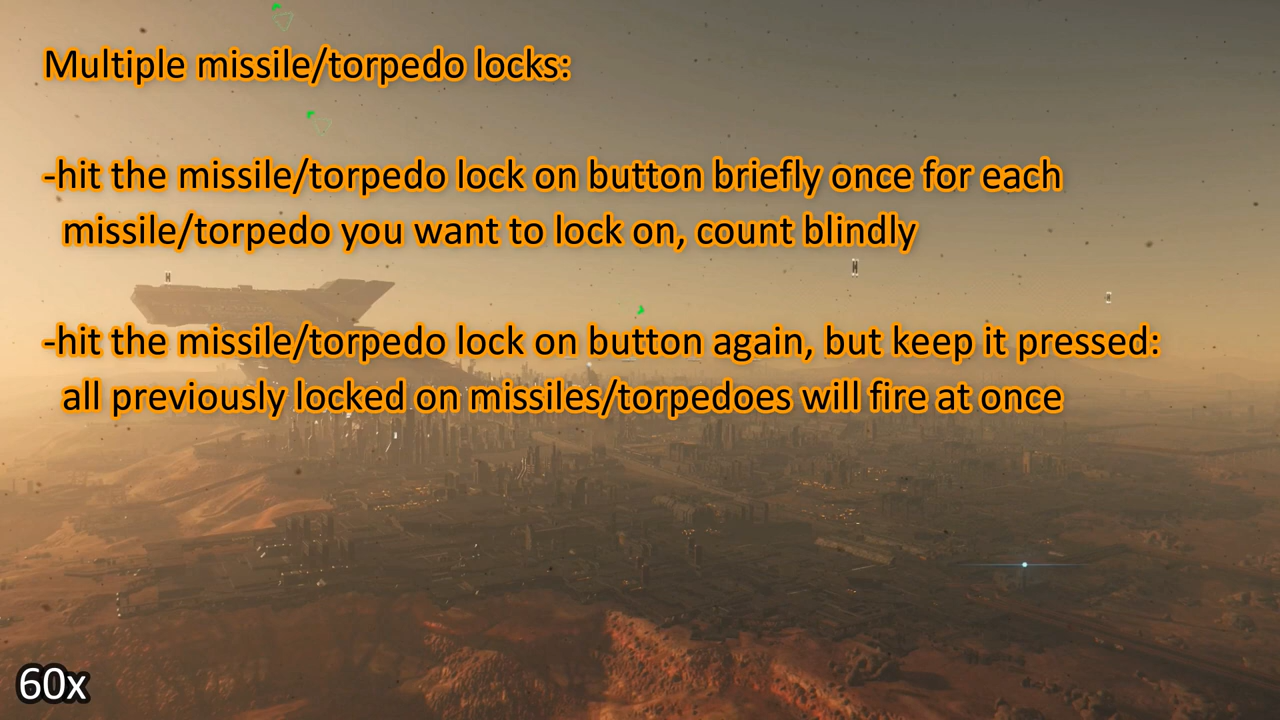 Multiple missile/torpedo locks:
-hit the missile/torpedo lock on button briefly once for each
missile/torpedo you want to lock on, count blindly
-hit the missile/torpedo lock on button again, but keep it pressed:
all previously locked on missiles/torpedoes will fire at once
60x